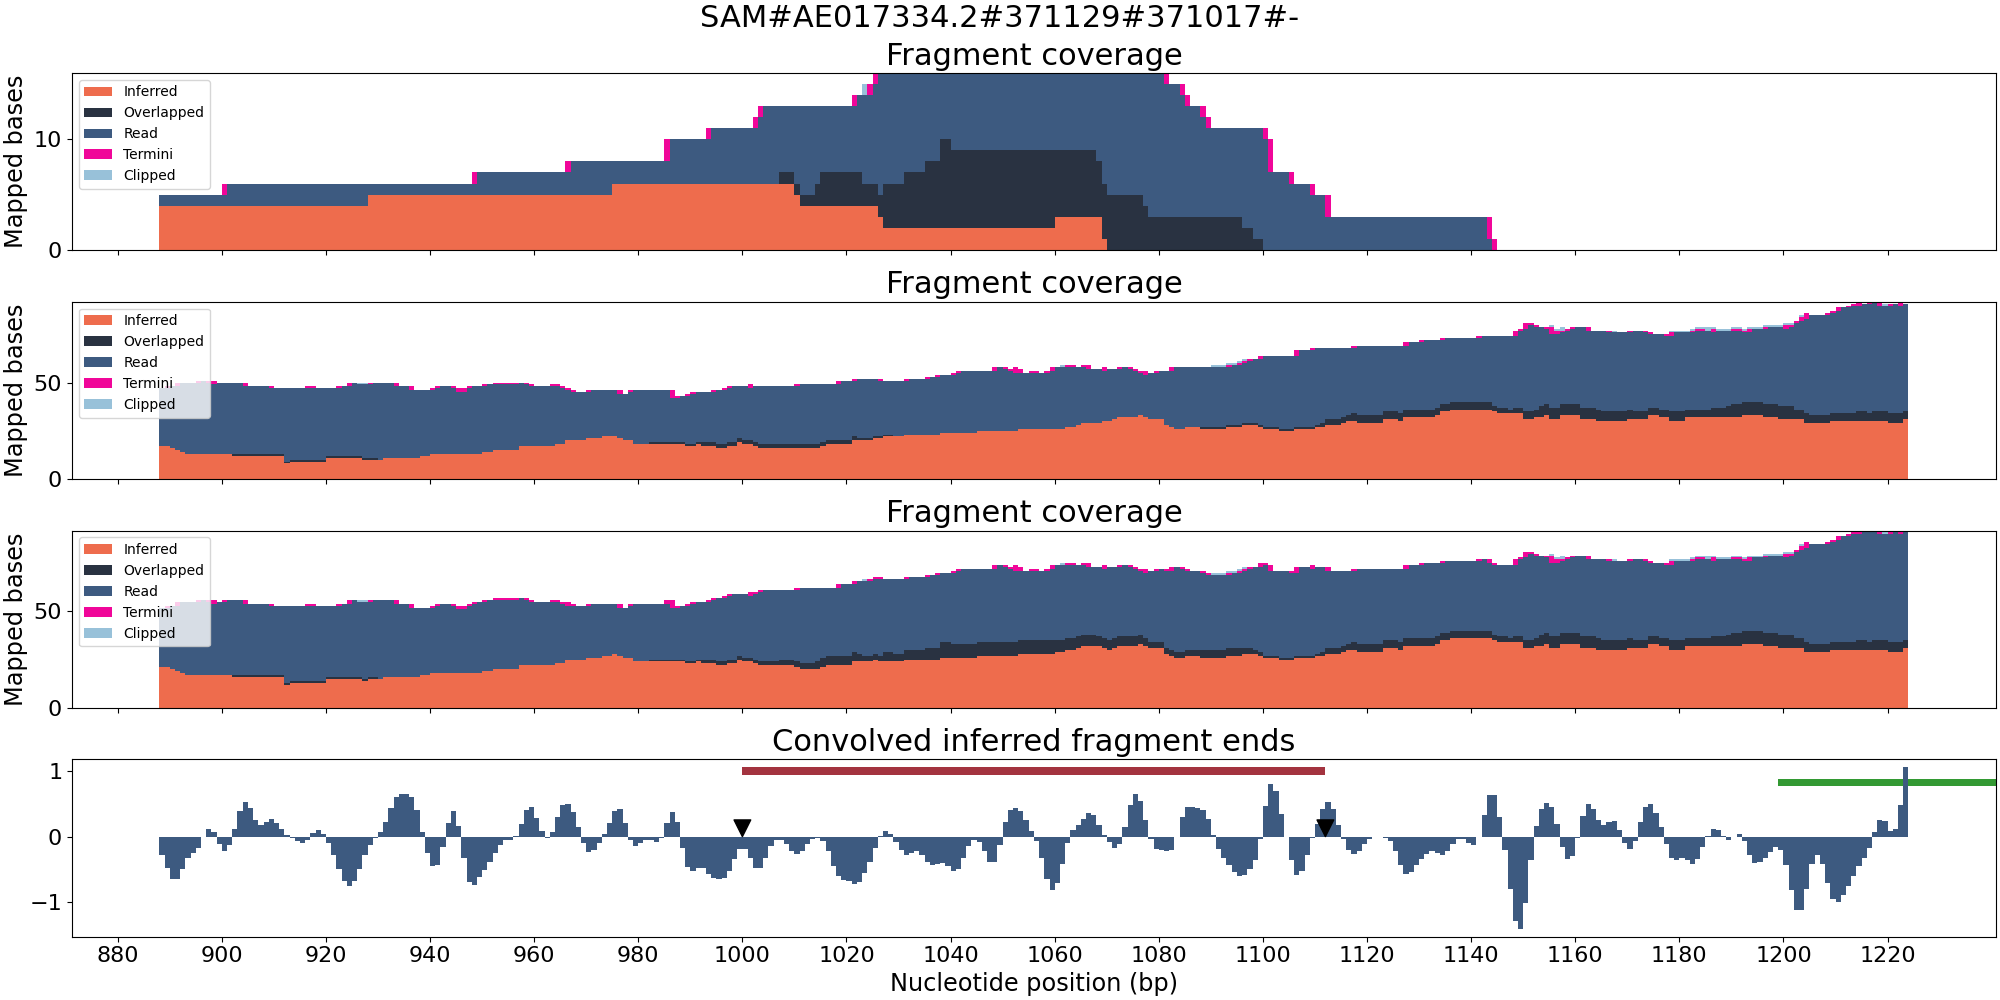 SAM#AE017334.2#371129#371017#-
Fragment coverage
Mapped bases
10
0
Inferred
Overlapped
Read
Termini
Clipped
Fragment coverage
Mapped bases
50
0
Inferred
Overlapped
Read
Termini
Clipped
Fragment coverage
Mapped bases
50
0
Inferred
Overlapped
Read
Termini
Clipped
Convolved inferred fragment ends
1
0
−1
880 900 920 940 960 980 1000 1020 1040 1060 1080 1100 1120 1140 1160 1180 1200 1220
Nucleotide position (bp)